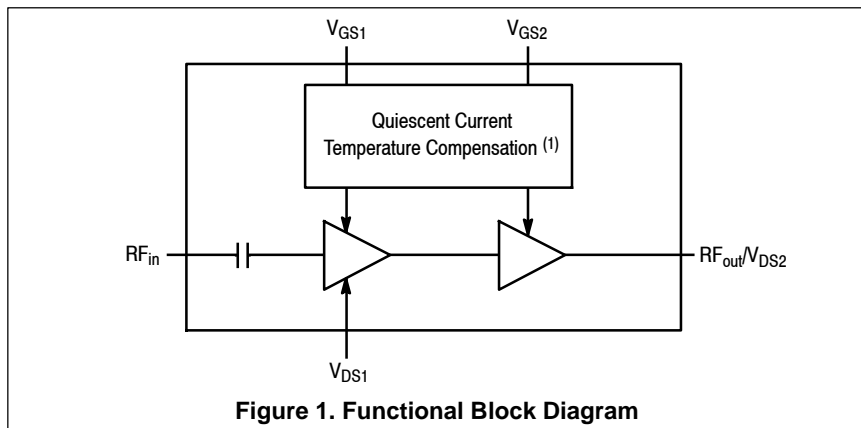 VGS1 VGS2
Quiescent Current
Temperature Compensation (1)
RFin RFout/VDS2
VDS1
Figure 1. Functional Block Diagram